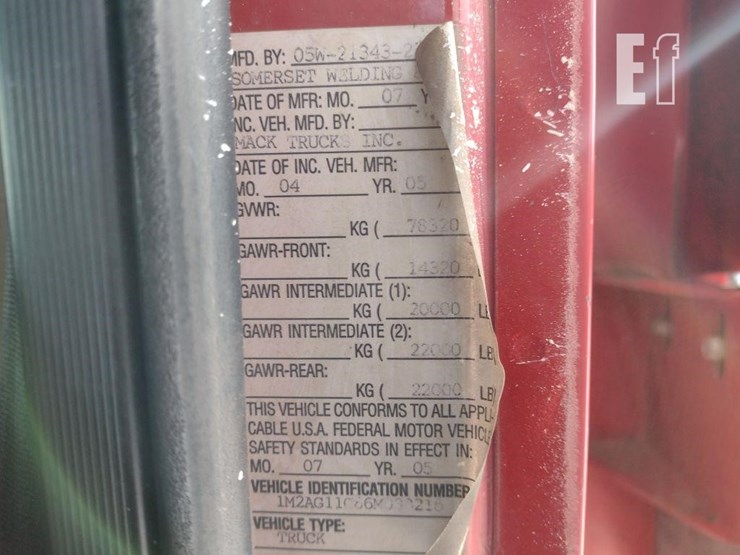 Ef
MFD. BY: 05W-21343-2
SOMERSET WELDING
DATE OF MFR: MO. 07 Y
INC. VEH. MFD. BY:
MACK TRUCKS INC.
DATE OF INC. VEH. MFR:
MO. 04 YR. 05
GVWR:
KG ( 78320
GAWR-FRONT:
KG ( 14320 L
GAWR INTERMEDIATE (1):
KG ( 20000 LB
GAWR INTERMEDIATE (2):
KG ( 22000 LB
GAWR-REAR:
KG ( 22000 LB
THIS VEHICLE CONFORMS TO ALL APPLI-
CABLE U.S.A. FEDERAL MOTOR VEHICL
SAFETY STANDARDS IN EFFECT IN:
MO. 07 YR. 05
VEHICLE IDENTIFICATION NUMBER
VEHICLE TYPE:
TRUCK